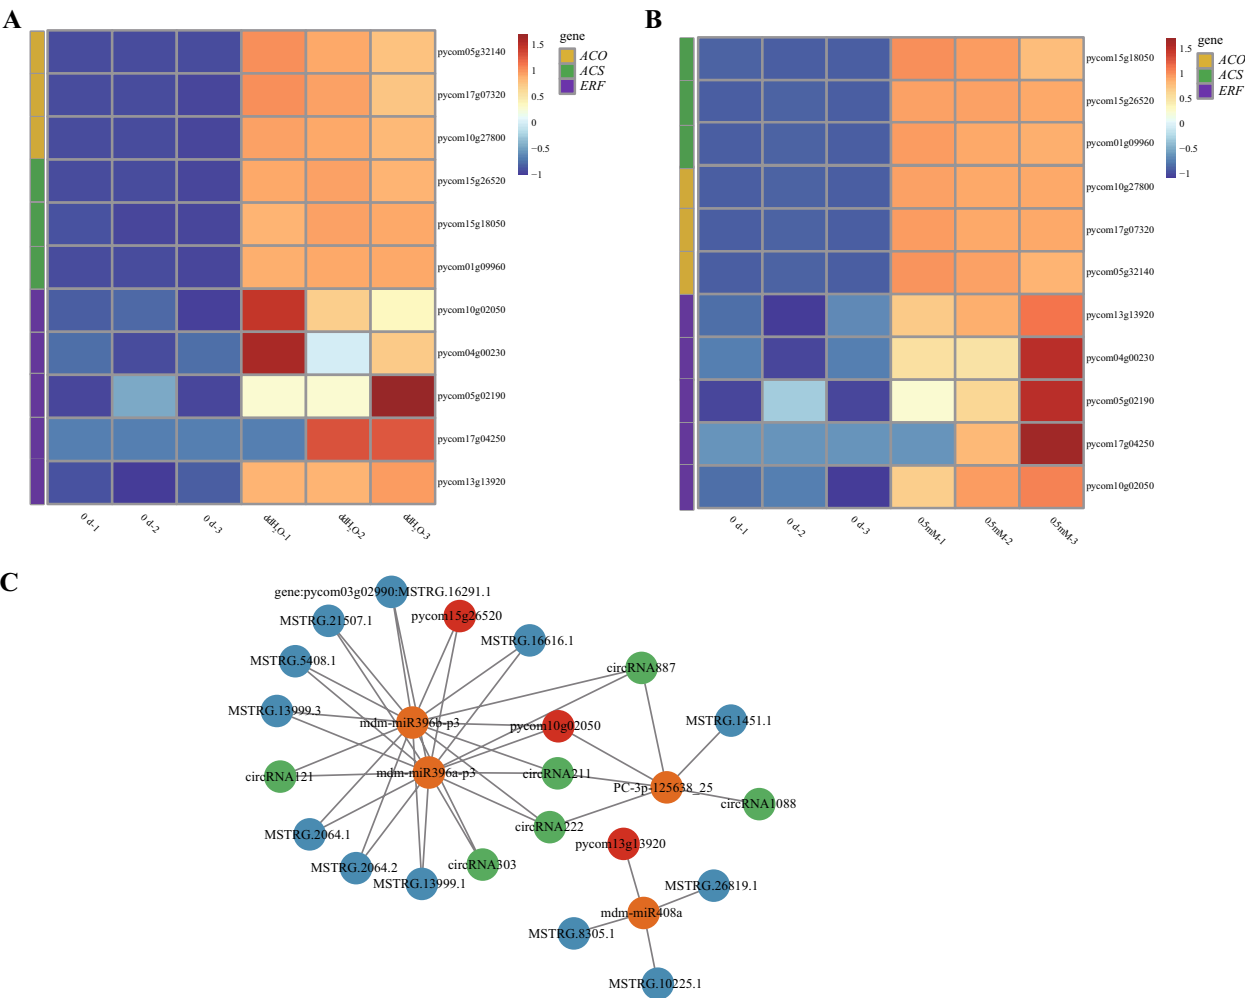 A
gene
ACO
ACS
ERF
1.5
1
0.5
0
−0.5
−1
pycom05g32140
pycom17g07320
pycom10g27800
pycom15g26520
pycom15g18050
pycom01g09960
pycom10g02050
pycom04g00230
pycom05g02190
pycom17g04250
pycom13g13920
0 d-1
0 d-2
0 d-3
ddH₂O-1
ddH₂O-2
ddH₂O-3
B
gene
ACO
ACS
ERF
1.5
1
0.5
0
−0.5
−1
pycom15g18050
pycom15g26520
pycom01g09960
pycom10g27800
pycom17g07320
pycom05g32140
pycom13g13920
pycom04g00230
pycom05g02190
pycom17g04250
pycom10g02050
0 d-1
0 d-2
0 d-3
0.5mM-1
0.5mM-2
0.5mM-3
C
gene:pycom03g02990:MSTRG.16291.1
pycom15g26520
MSTRG.21507.1
MSTRG.16616.1
MSTRG.5408.1
circRNA887
MSTRG.13999.3
mdm-miR396b-p3
pycom10g02050
MSTRG.1451.1
circRNA121
mdm-miR396a-p3
circRNA211
PC-3p-125638_25
circRNA1088
MSTRG.2064.1
circRNA222
pycom13g13920
MSTRG.2064.2
circRNA303
MSTRG.13999.1
MSTRG.26819.1
mdm-miR408a
MSTRG.8305.1
MSTRG.10225.1